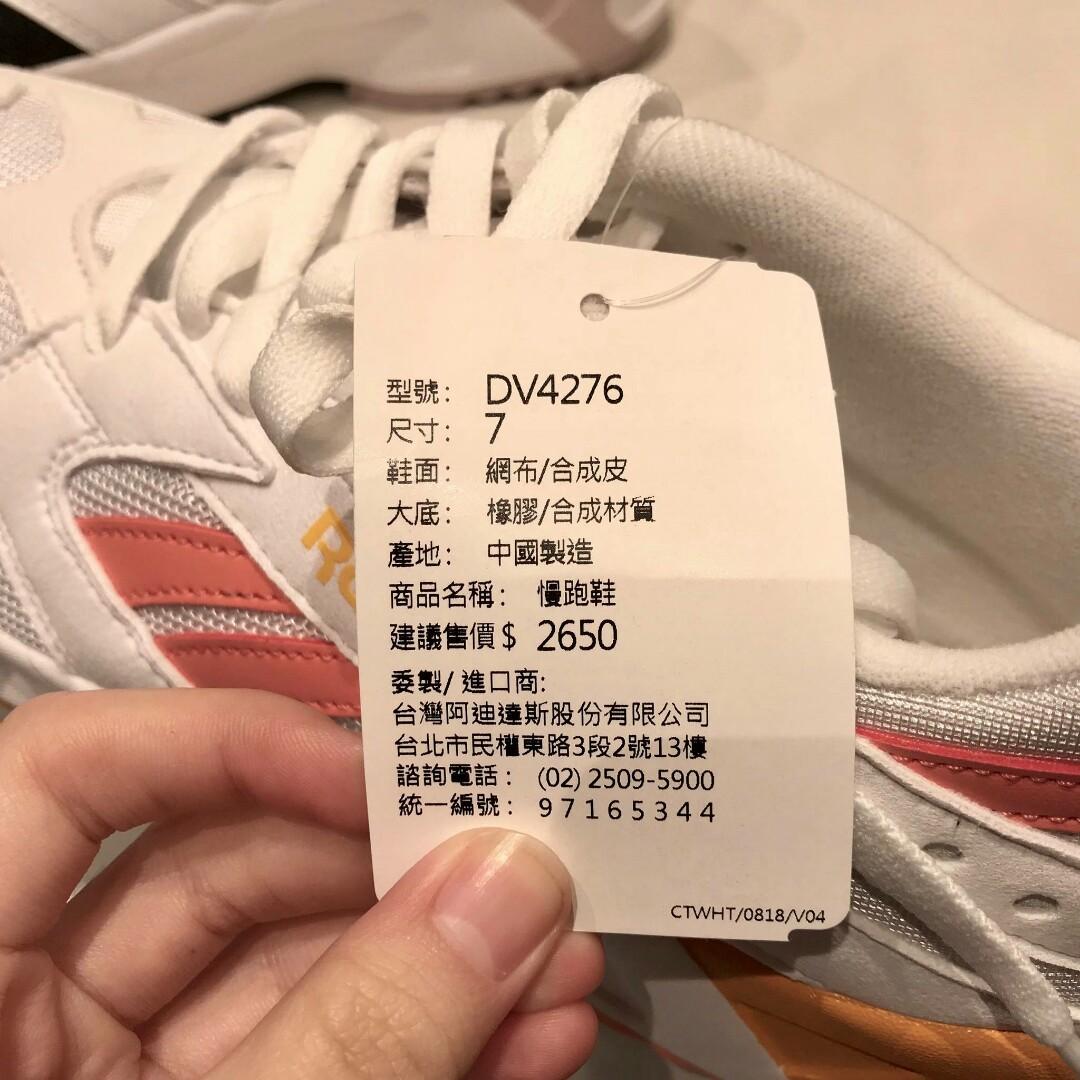 型號： DV4276
尺寸： 7
鞋面： 網布/合成皮
大底： 橡膠/合成材質
產地： 中國製造
商品名稱： 慢跑鞋
建議售價$ 2650
委製/ 進口商:
台灣阿迪達斯股份有限公司
台北市民權東路3段2號13樓
諮詢電話： (02) 2509-5900
統一編號： 97165344
CTWHT/0818/V04